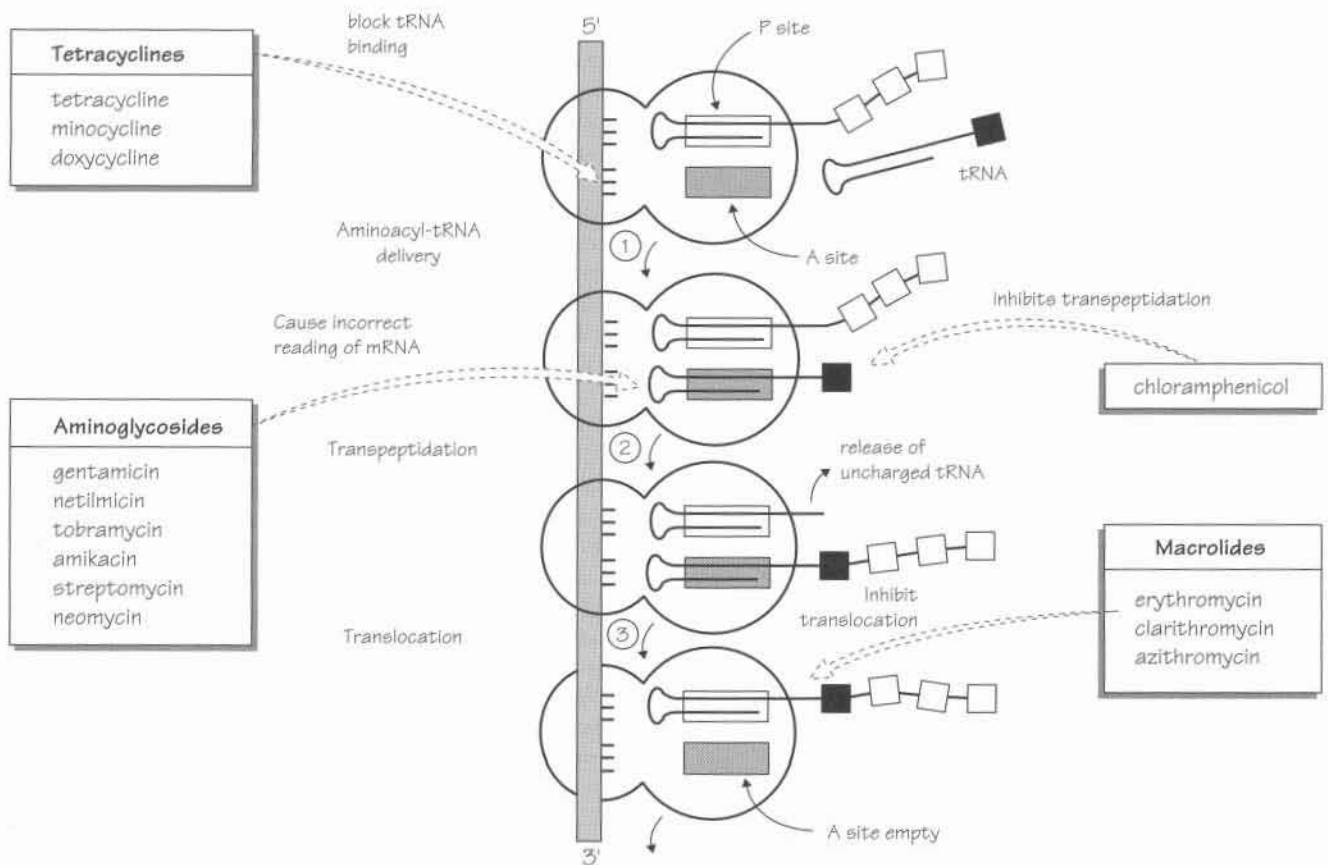 5'
block tRNA
binding
P site
Tetracyclines
tetracycline
minocycline
doxycycline
tRNA
Aminoacyl-tRNA
delivery
1
A site
Cause incorrect
reading of mRNA
Inhibits transpeptidation
chloramphenicol
Aminoglycosides
gentamicin
netilmicin
tobramycin
amikacin
streptomycin
neomycin
Transpeptidation
2
release of
uncharged tRNA
Macrolides
erythromycin
clarithromycin
azithromycin
Inhibit
translocation
Translocation
3
A site empty
3'